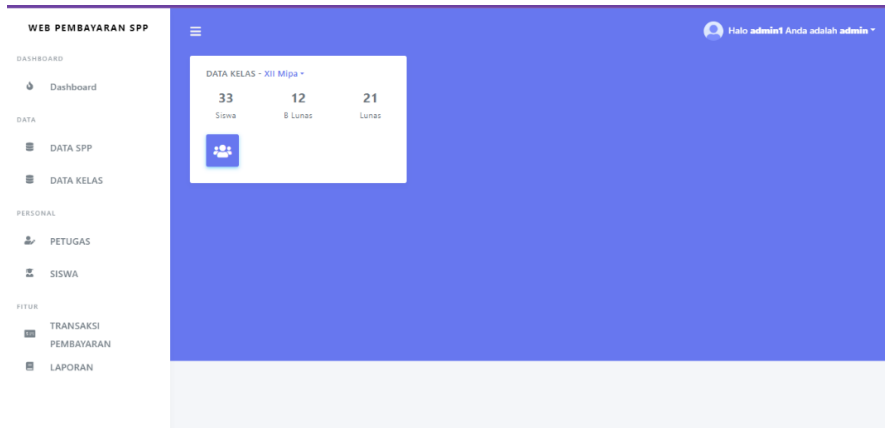 WEB PEMBAYARAN SPP
Halo admin1 Anda adalah admin
DASHBOARD
Dashboard
DATA
DATA SPP
DATA KELAS
PERSONAL
PETUGAS
SISWA
FITUR
TRANSAKSI
PEMBAYARAN
LAPORAN
DATA KELAS - XII Mipa
33 12 21
Siswa B Lunas Lunas